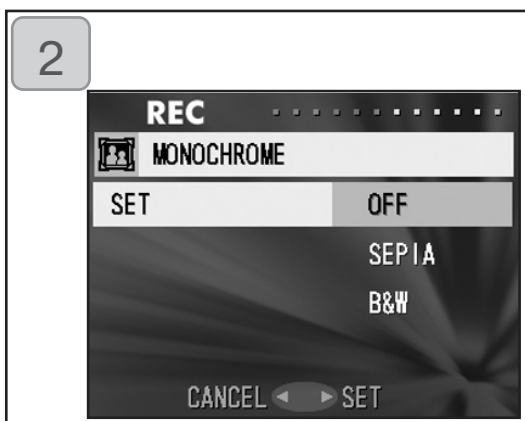 2
REC
MONOCHROME
SET OFF
SEPIA
B&W
CANCEL ◄ ► SET